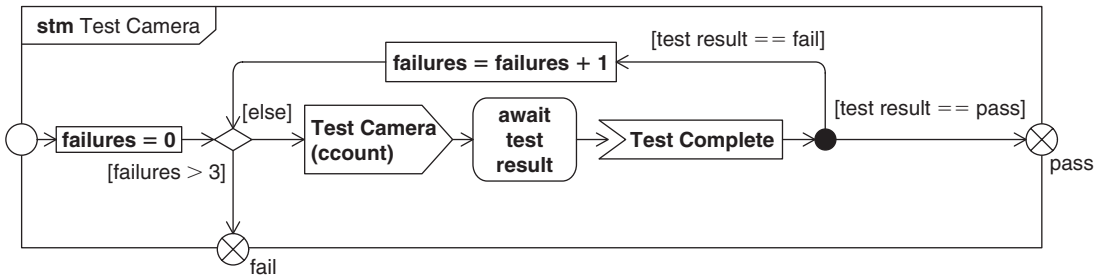 stm Test Camera
[test result == fail]
failures = failures + 1
[else]
[test result == pass]
failures = 0
Test Camera
(ccount)
await
test
result
Test Complete
[failures > 3]
pass
fail